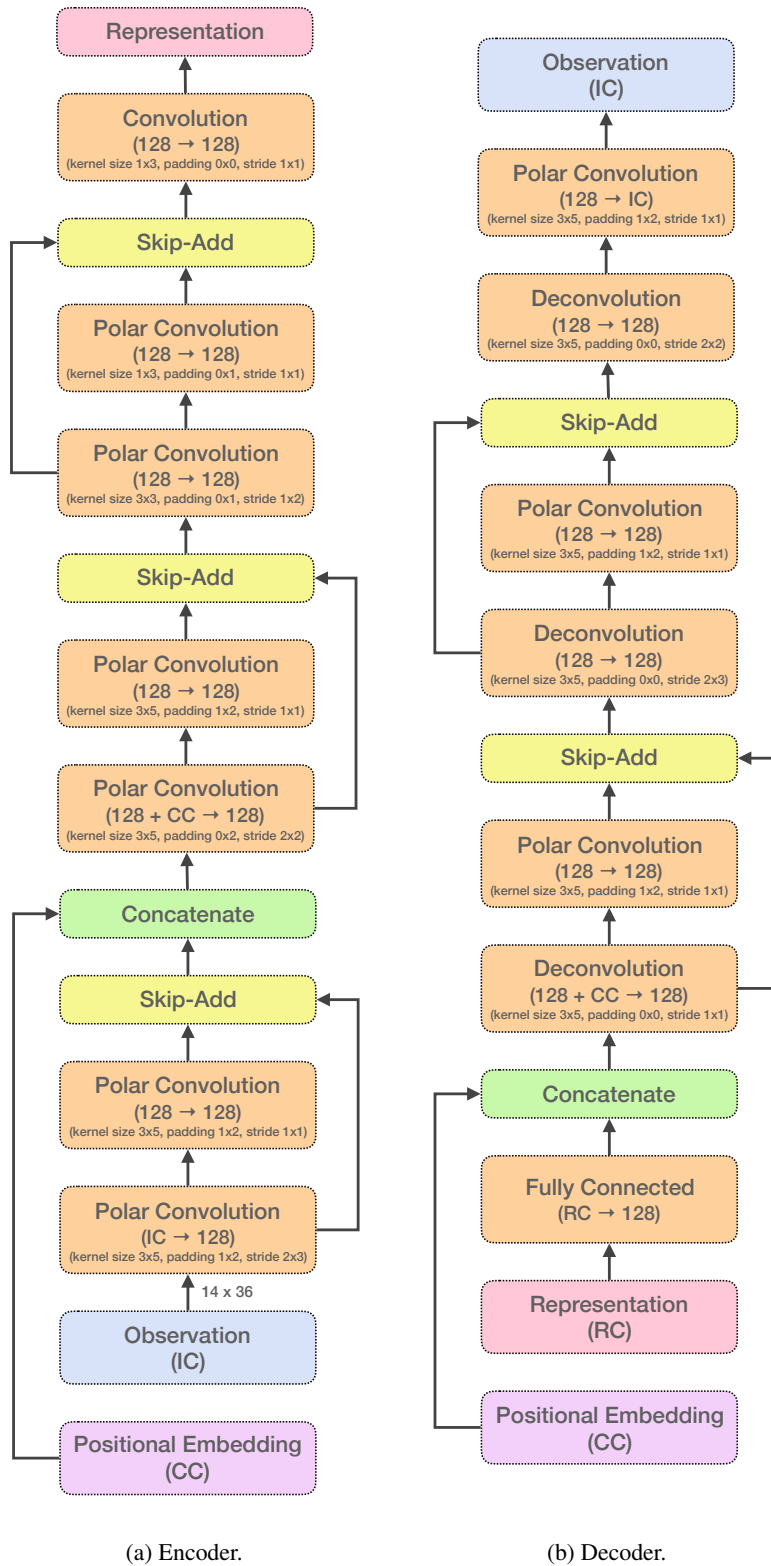 Representation
Convolution
(128 → 128)
(kernel size 1x3, padding 0x0, stride 1x1)
Skip-Add
Polar Convolution
(128 → 128)
(kernel size 1x3, padding 0x1, stride 1x1)
Polar Convolution
(128 → 128)
(kernel size 3x3, padding 0x1, stride 1x2)
Skip-Add
Polar Convolution
(128 → 128)
(kernel size 3x5, padding 1x2, stride 1x1)
Polar Convolution
(128 + CC → 128)
(kernel size 3x5, padding 0x2, stride 2x2)
Concatenate
Skip-Add
Polar Convolution
(128 → 128)
(kernel size 3x5, padding 1x2, stride 1x1)
Polar Convolution
(IC → 128)
(kernel size 3x5, padding 1x2, stride 2x3)
14 x 36
Observation
(IC)
Positional Embedding
(CC)
(a) Encoder.
Observation
(IC)
Polar Convolution
(128 → IC)
(kernel size 3x5, padding 1x2, stride 1x1)
Deconvolution
(128 → 128)
(kernel size 3x5, padding 0x0, stride 2x2)
Skip-Add
Polar Convolution
(128 → 128)
(kernel size 3x5, padding 1x2, stride 1x1)
Deconvolution
(128 → 128)
(kernel size 3x5, padding 0x0, stride 2x3)
Skip-Add
Polar Convolution
(128 → 128)
(kernel size 3x5, padding 1x2, stride 1x1)
Deconvolution
(128 + CC → 128)
(kernel size 3x5, padding 0x0, stride 1x1)
Concatenate
Fully Connected
(RC → 128)
Representation
(RC)
Positional Embedding
(CC)
(b) Decoder.